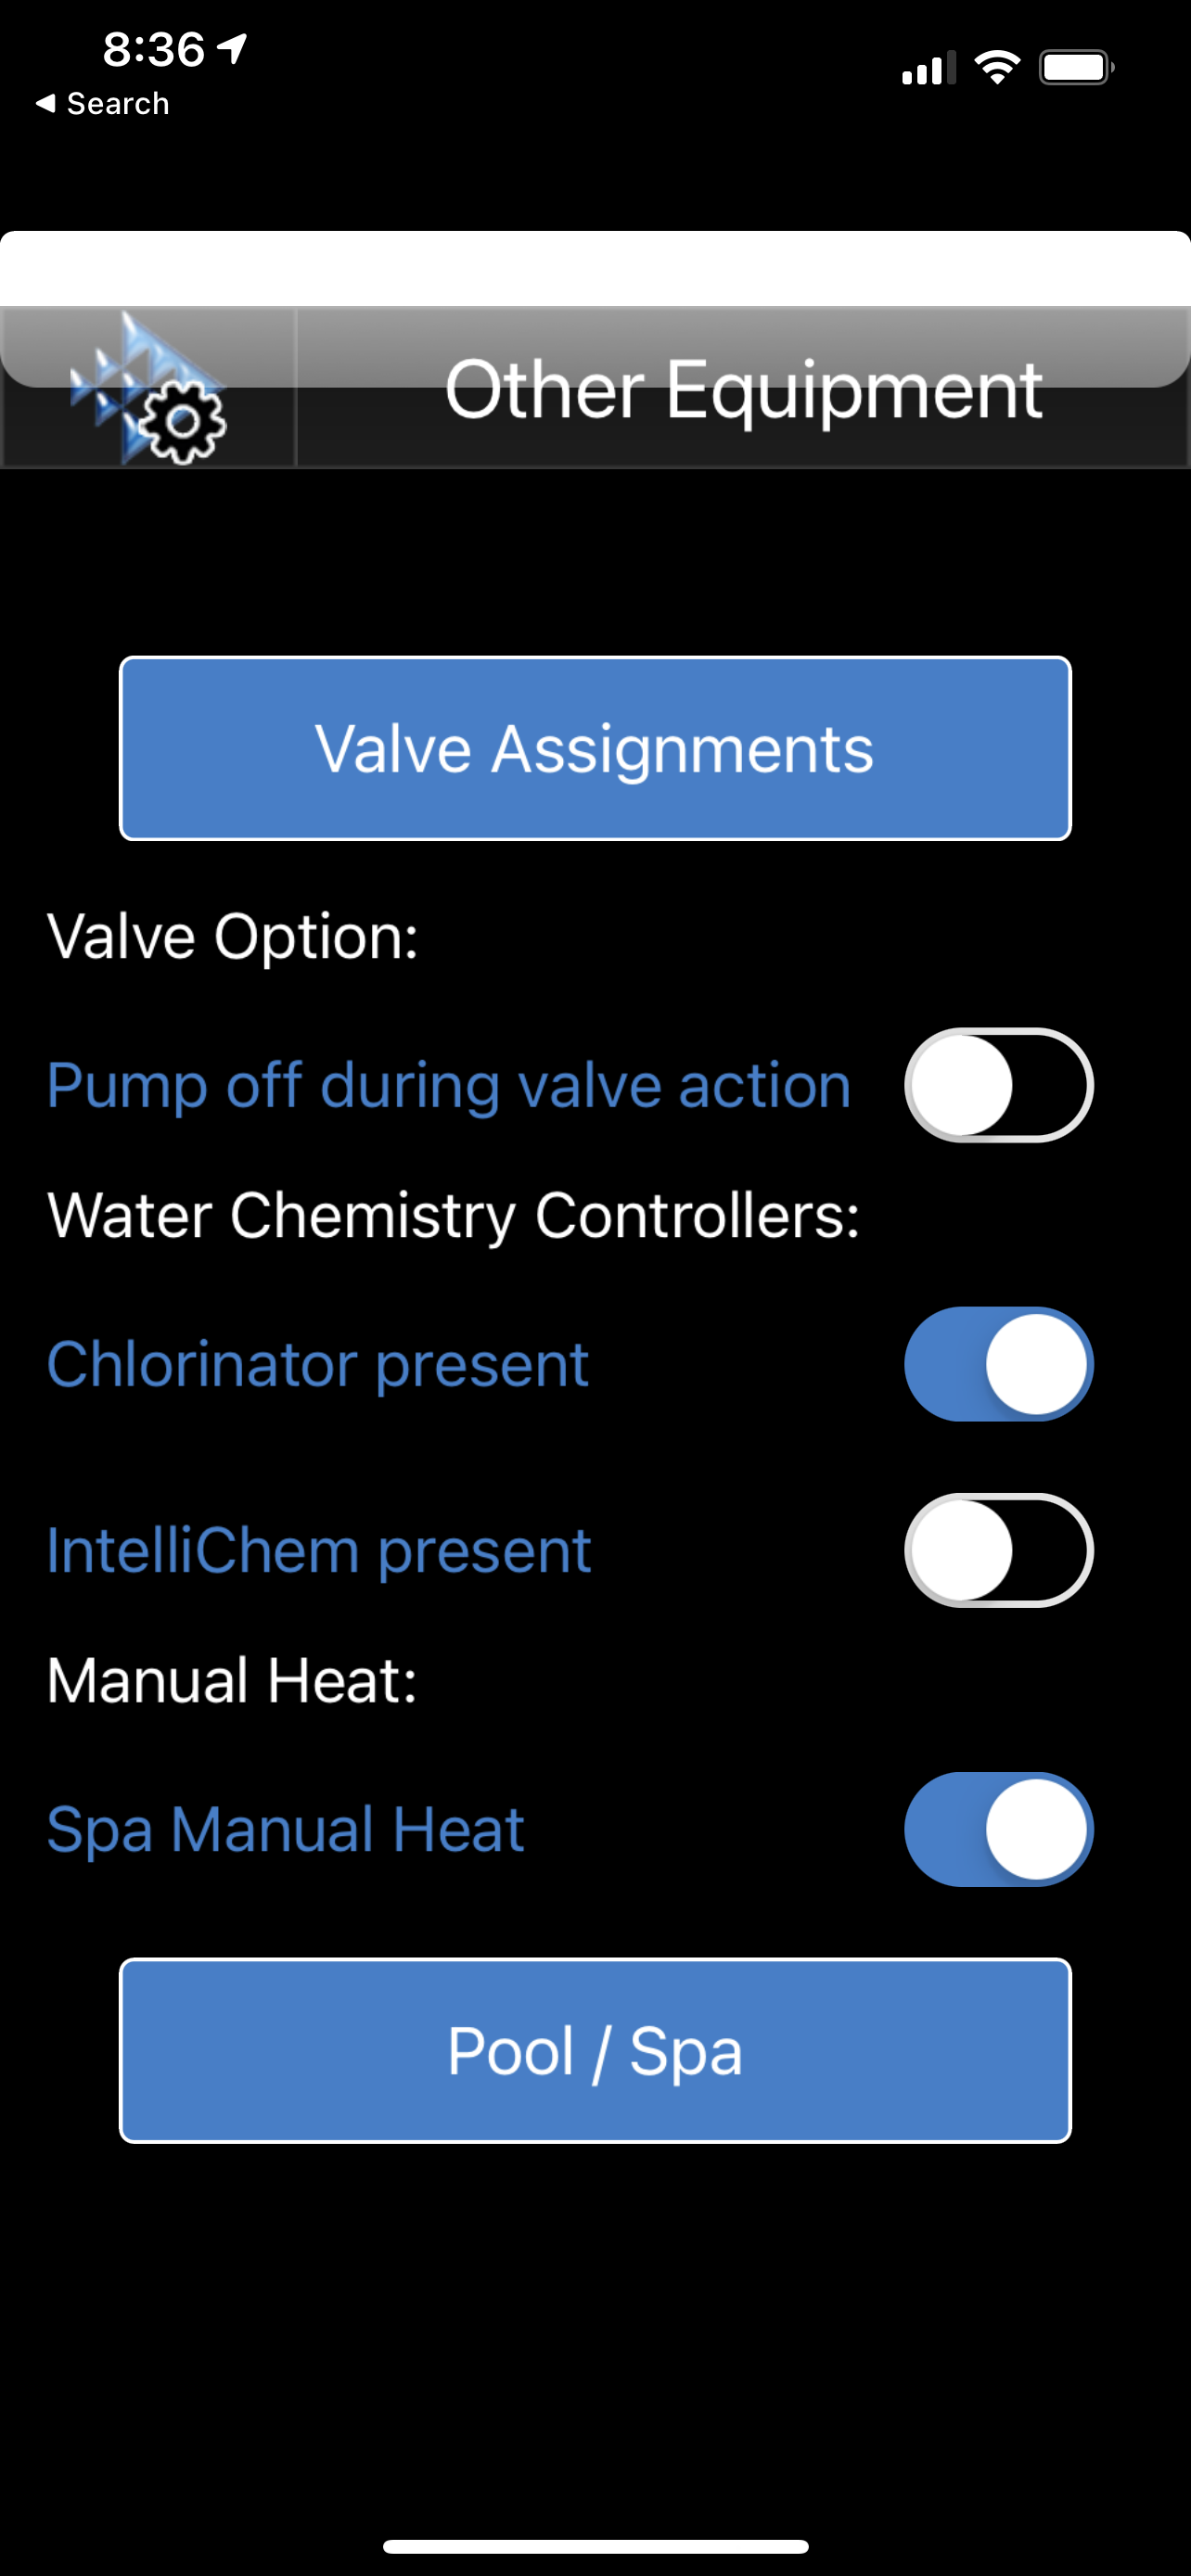 8:36
Search
Other Equipment
Valve Assignments
Valve Option:
Pump off during valve action
Water Chemistry Controllers:
Chlorinator present
IntelliChem present
Manual Heat:
Spa Manual Heat
Pool / Spa